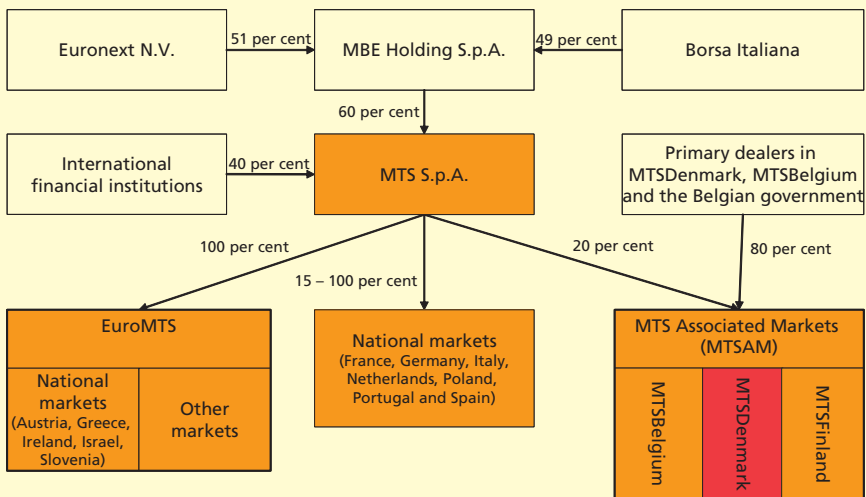 Euronext N.V.
51 per cent
MBE Holding S.p.A.
49 per cent
Borsa Italiana
60 per cent
International
financial institutions
40 per cent
MTS S.p.A.
Primary dealers in
MTSDenmark, MTSBelgium
and the Belgian government
100 per cent
15 – 100 per cent
20 per cent
80 per cent
EuroMTS
National
markets
(Austria, Greece,
Ireland, Israel,
Slovenia)
Other
markets
National markets
(France, Germany, Italy,
Netherlands, Poland,
Portugal and Spain)
MTS Associated Markets
(MTSAM)
MTSBelgium
MTSDenmark
MTSFinland